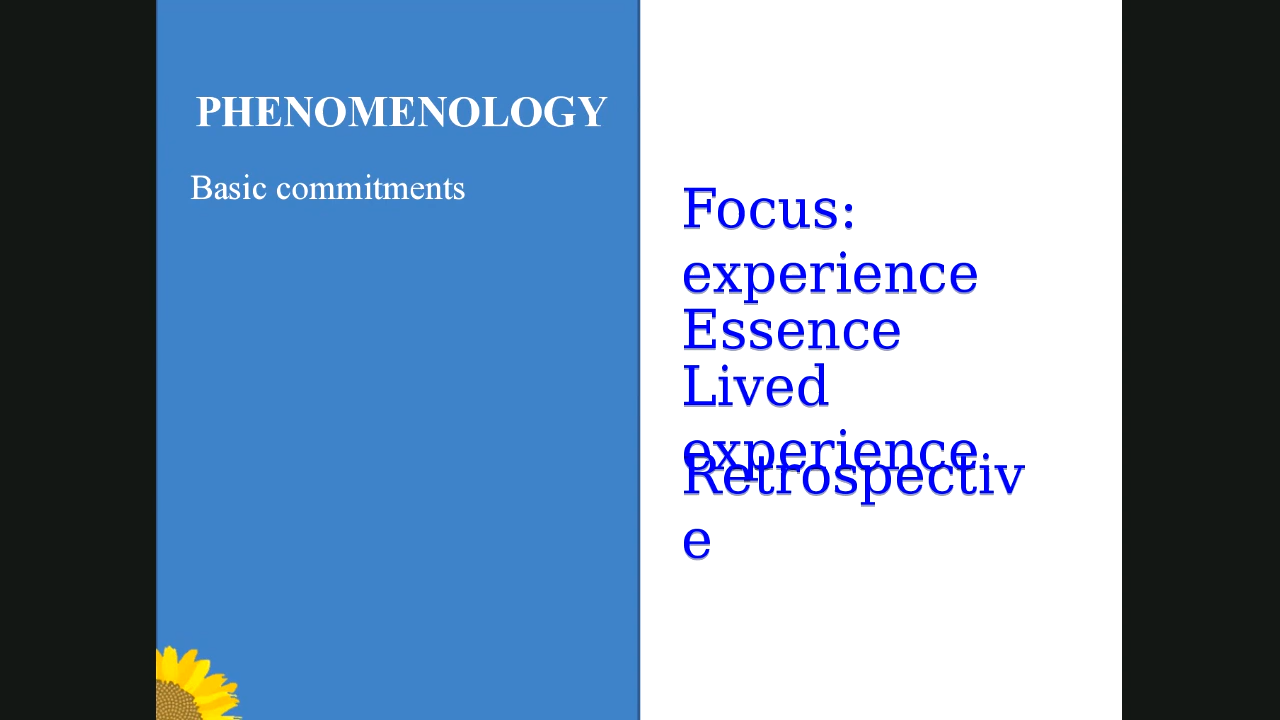 PHENOMENOLOGY
Basic commitments
Focus:
experience
Essence
Lived
experience
Retrospectiv
e